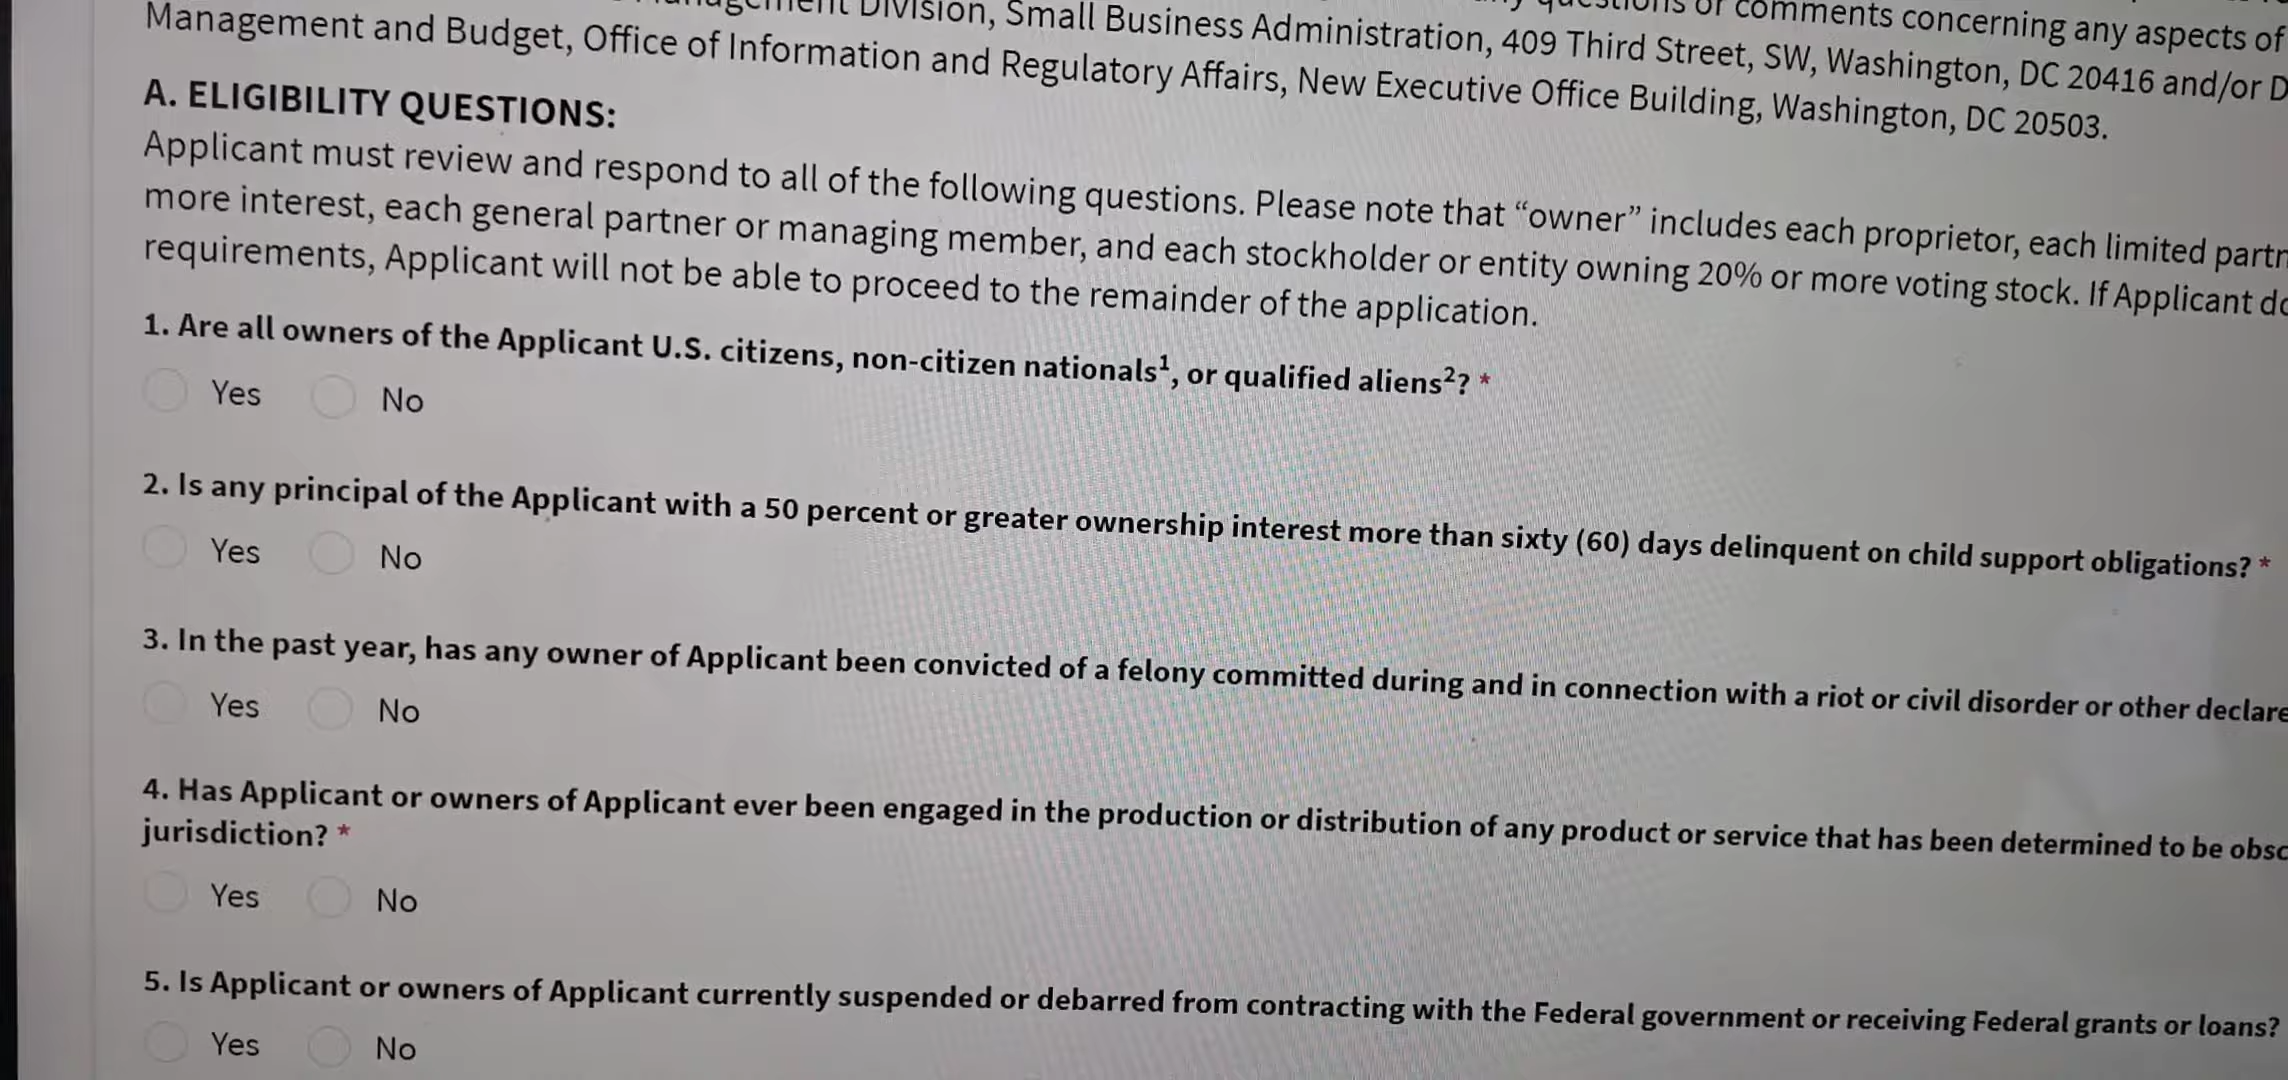 Management Division, Small Business Administration, 409 Third Street, SW, Washington, DC 20416 and/or
comments concerning any aspects of
Management and Budget, Office of Information and Regulatory Affairs, New Executive Office Building, Washington, DC 20503.
A. ELIGIBILITY QUESTIONS:
Applicant must review and respond to all of the following questions. Please note that “owner” includes each proprietor, each limited
more interest, each general partner or managing member, and each stockholder or entity owning 20% or more voting stock. If Applicant
requirements, Applicant will not be able to proceed to the remainder of the application.
1. Are all owners of the Applicant U.S. citizens, non-citizen nationals¹, or qualified aliens²? *
Yes No
2. Is any principal of the Applicant with a 50 percent or greater ownership interest more than sixty (60) days delinquent on child support obligations? *
Yes No
3. In the past year, has any owner of Applicant been convicted of a felony committed during and in connection with a riot or civil disorder or other
Yes No
4. Has Applicant or owners of Applicant ever been engaged in the production or distribution of any product or service that has been determined to be
jurisdiction? *
Yes No
5. Is Applicant or owners of Applicant currently suspended or debarred from contracting with the Federal government or receiving Federal grants or loans?
Yes No